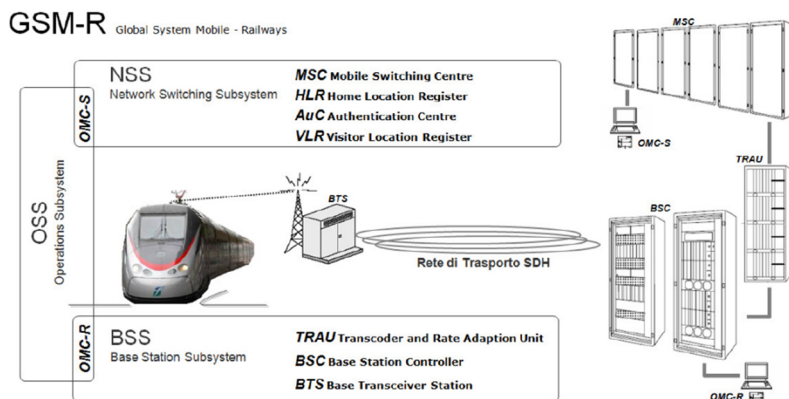 GSM-R Global System Mobile - Railways
MSC
NSS
Network Switching Subsystem
MSC Mobile Switching Centre
HLR Home Location Register
AuC Authentication Centre
VLR Visitor Location Register
OMC-S
OMC-S
TRAU
BTS
BSC
OSS
Operations Subsystem
Rete di Trasporto SDH
OMC-R
BSS
Base Station Subsystem
TRAU Transcoder and Rate Adaption Unit
BSC Base Station Controller
BTS Base Transceiver Station
OMC-R